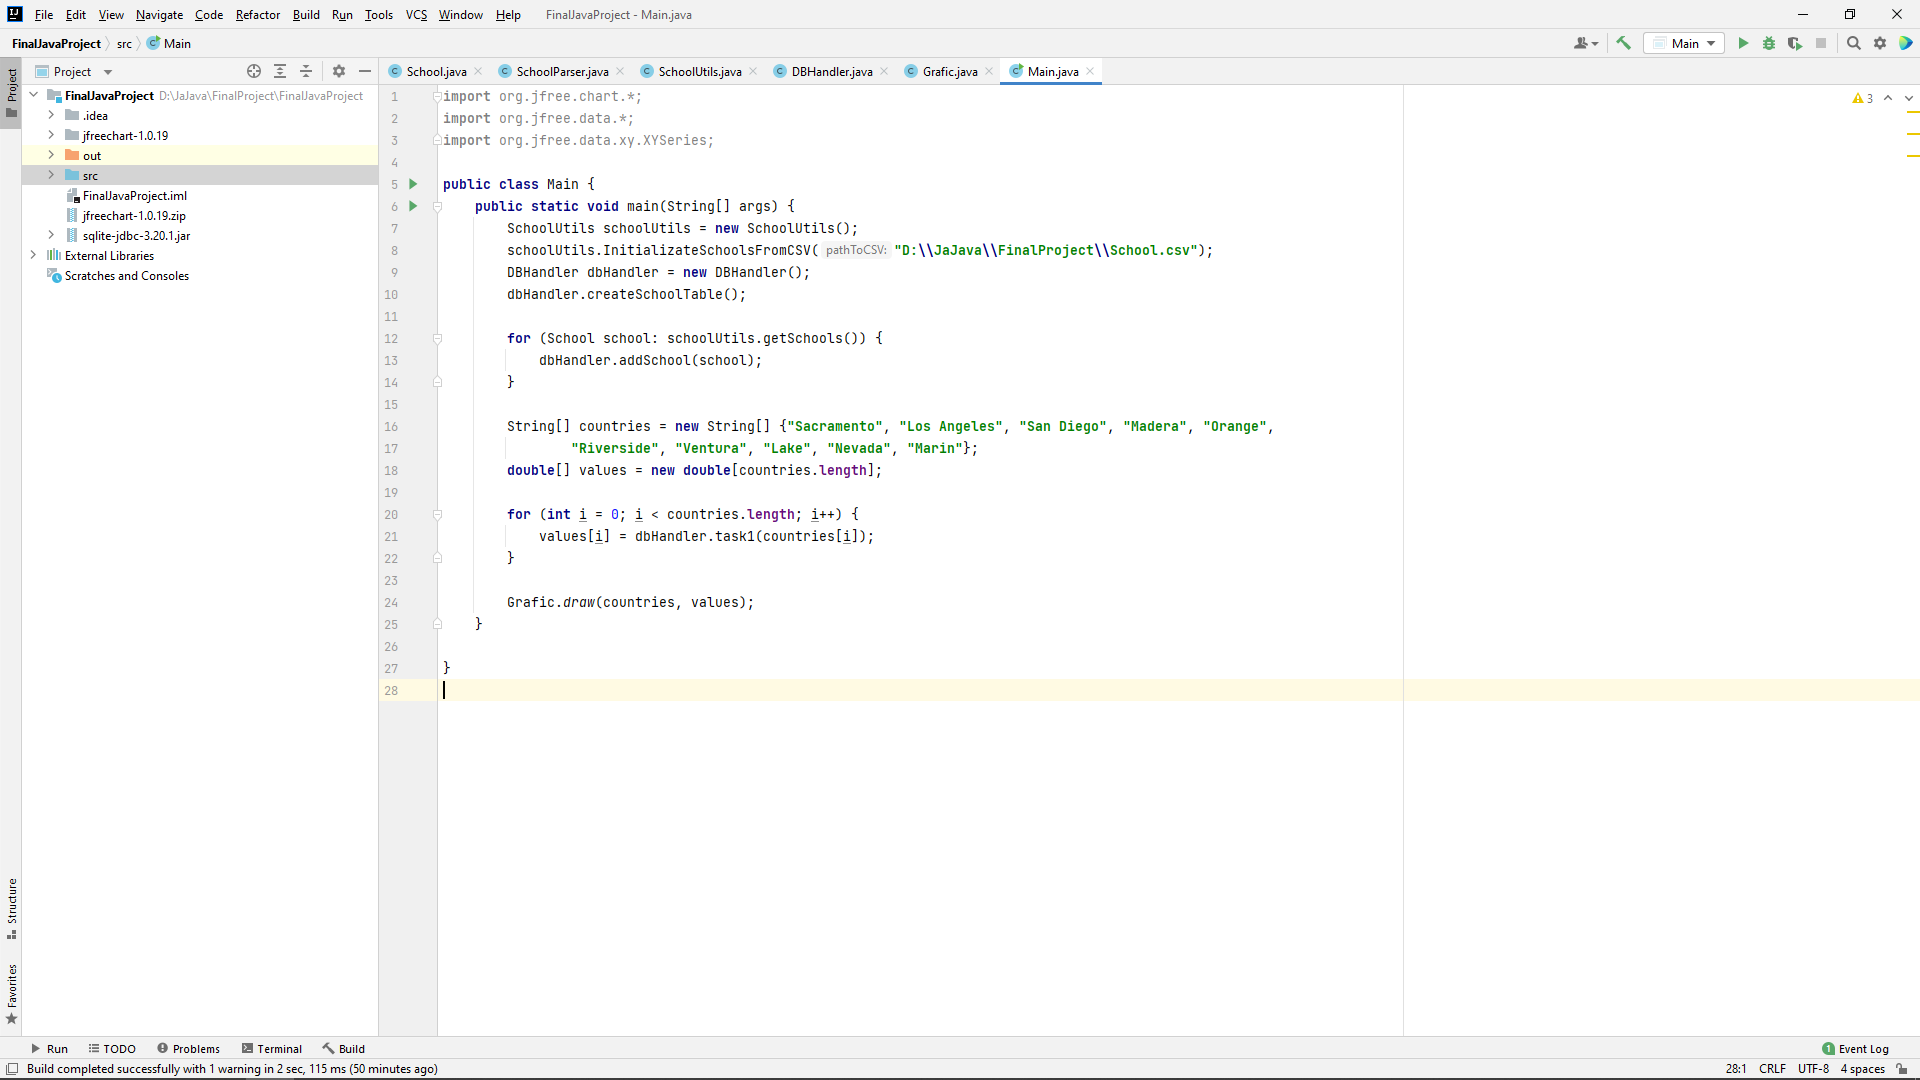 File Edit View Navigate Code Refactor Build Run Tools VCS Window Help FinalJavaProject - Main.java
FinalJavaProject src Main Main
Project
School.java SchoolParser.java SchoolUtils.java DBHandler.java Grafic.java Main.java
Project
FinalJavaProject D:\JaJava\FinalProject\FinalJavaProject
.idea
jfreechart-1.0.19
out
src
FinalJavaProject.iml
jfreechart-1.0.19.zip
sqlite-jdbc-3.20.1.jar
External Libraries
Scratches and Consoles
Structure
Favorites
3
1 import org.jfree.chart.*;
2 import org.jfree.data.*;
3 import org.jfree.data.xy.XYSeries;
4
5 public class Main {
6 public static void main(String[] args) {
7 SchoolUtils schoolUtils = new SchoolUtils();
8 schoolUtils.InitializateSchoolsFromCSV( pathToCSV: "D:\\JaJava\\FinalProject\\School.csv");
9 DBHandler dbHandler = new DBHandler();
10 dbHandler.createSchoolTable();
11
12 for (School school: schoolUtils.getSchools()) {
13 dbHandler.addSchool(school);
14 }
15
16 String[] countries = new String[] {"Sacramento", "Los Angeles", "San Diego", "Madera", "Orange",
17 "Riverside", "Ventura", "Lake", "Nevada", "Marin"};
18 double[] values = new double[countries.length];
19
20 for (int i = 0; i < countries.length; i++) {
21 values[i] = dbHandler.task1(countries[i]);
22 }
23
24 Grafic.draw(countries, values);
25 }
26
27 }
28
Run TODO Problems Terminal Build 1 Event Log
Build completed successfully with 1 warning in 2 sec, 115 ms (50 minutes ago) 28:1 CRLF UTF-8 4 spaces